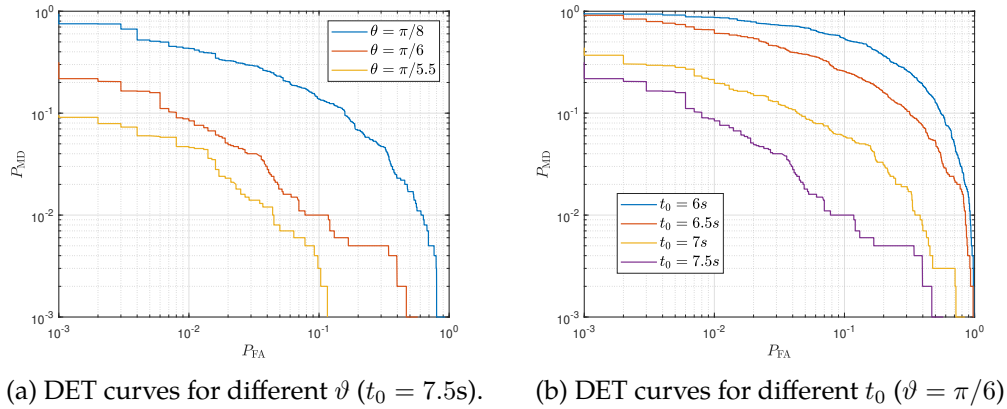 10^0
10^-1
10^-2
10^-3
P_MD
10^-3 10^-2 10^-1 10^0
P_FA
θ = π/8
θ = π/6
θ = π/5.5
10^0
10^-1
10^-2
10^-3
P_MD
10^-3 10^-2 10^-1 10^0
P_FA
t_0 = 6s
t_0 = 6.5s
t_0 = 7s
t_0 = 7.5s
(a) DET curves for different ϑ (t_0 = 7.5s).
(b) DET curves for different t_0 (ϑ = π/6)